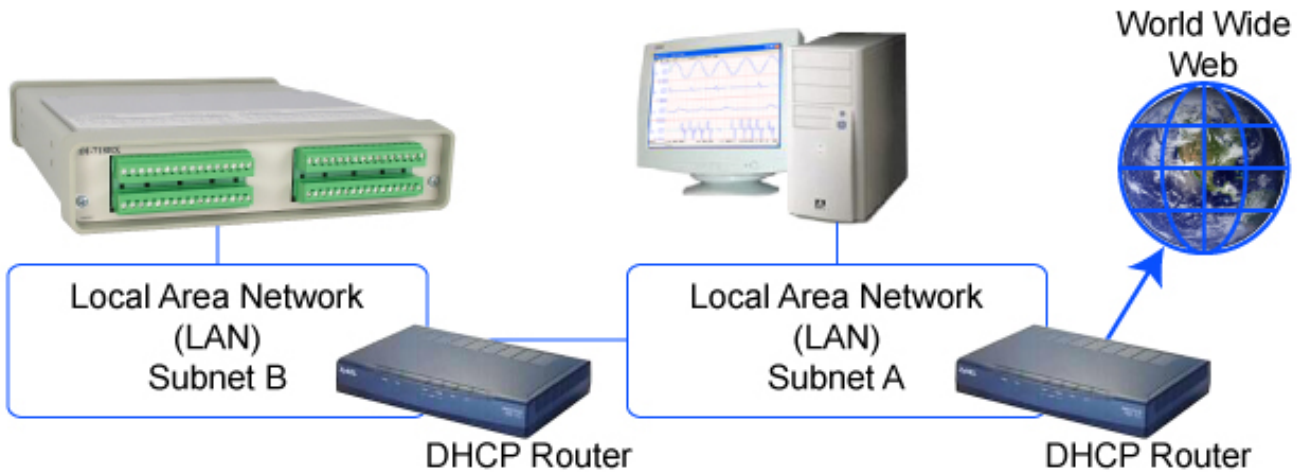 World Wide
Web
Local Area Network
(LAN)
Subnet B
Local Area Network
(LAN)
Subnet A
DHCP Router
DHCP Router